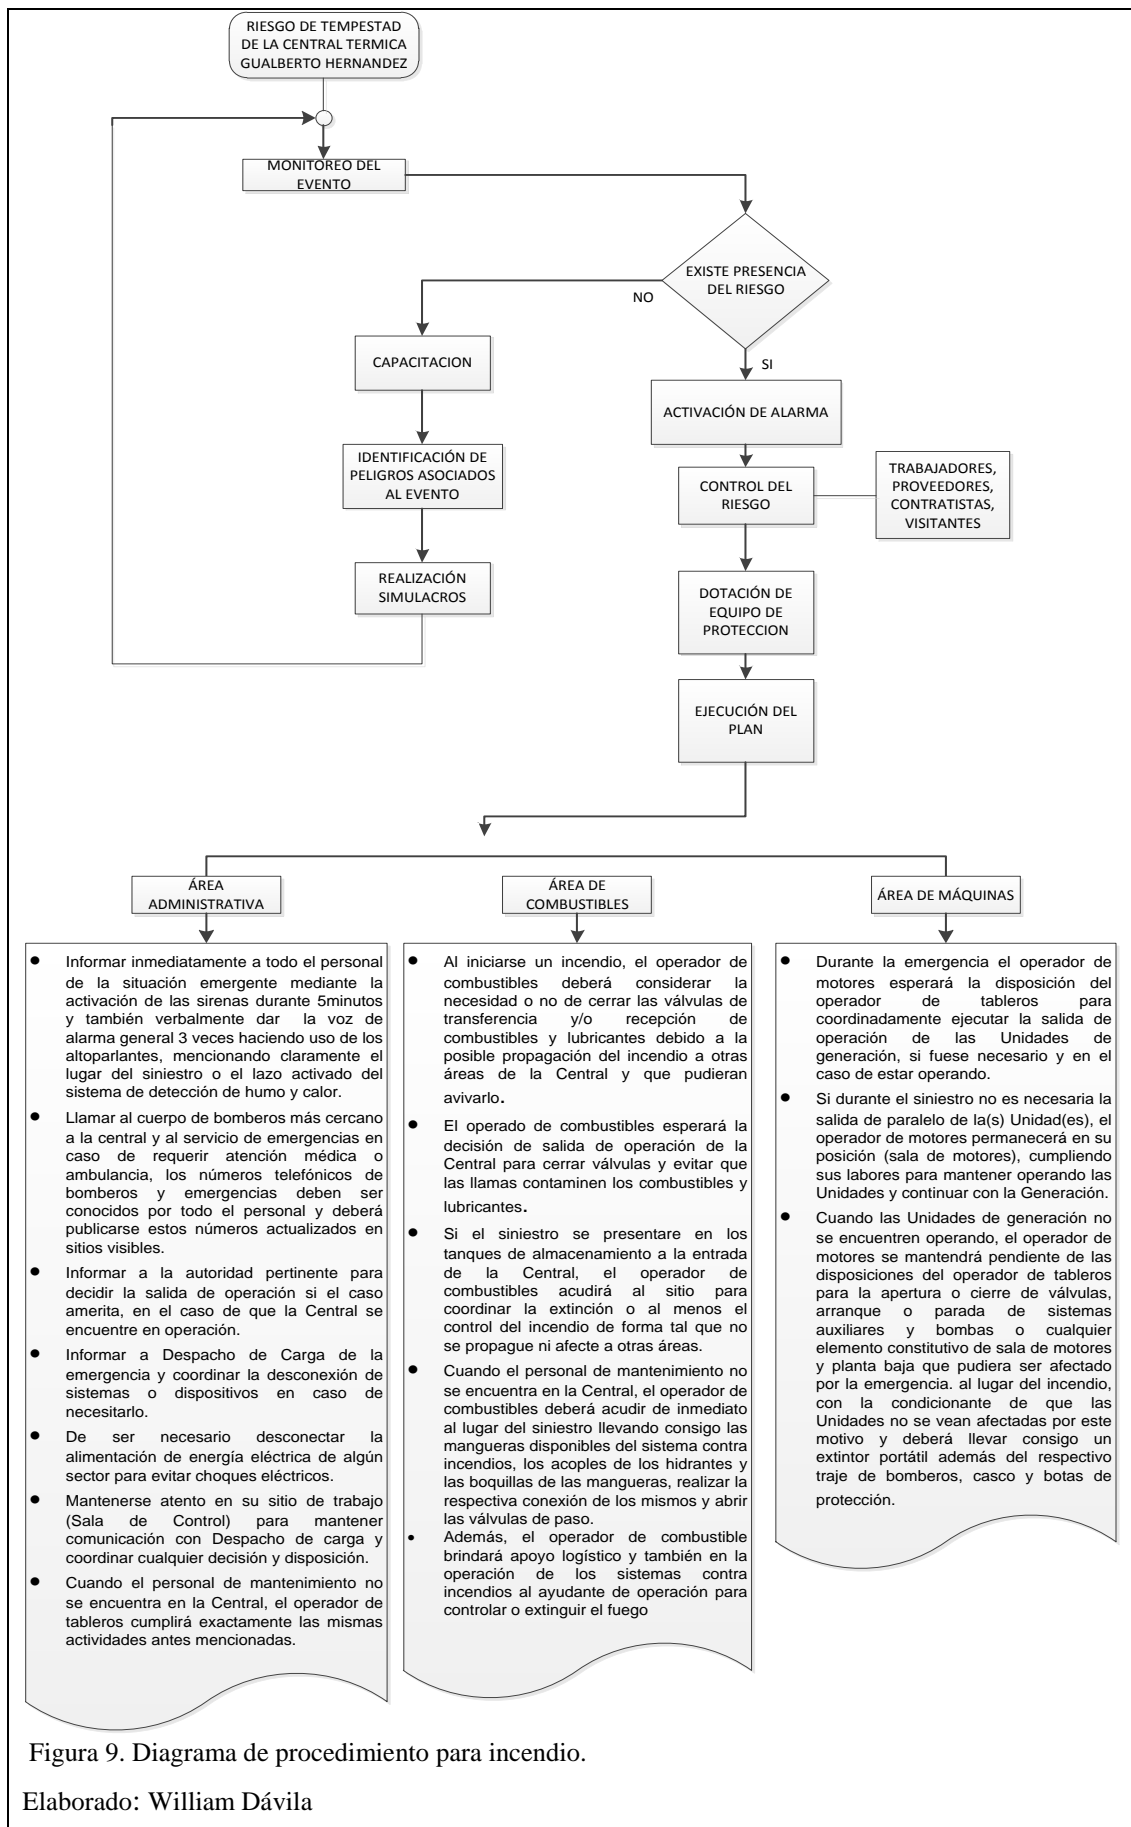 RIESGO DE TEMPESTAD
DE LA CENTRAL TERMICA
GUALBERTO HERNANDEZ
MONITOREO DEL
EVENTO
EXISTE PRESENCIA
DEL RIESGO
NO
SI
CAPACITACION
IDENTIFICACIÓN DE
PELIGROS ASOCIADOS
AL EVENTO
REALIZACIÓN
SIMULACROS
ACTIVACIÓN DE ALARMA
CONTROL DEL
RIESGO
TRABAJADORES,
PROVEEDORES,
CONTRATISTAS,
VISITANTES
DOTACIÓN DE
EQUIPO DE
PROTECCION
EJECUCIÓN DEL
PLAN
ÁREA
ADMINISTRATIVA
● Informar inmediatamente a todo el personal
de la situación emergente mediante la
activación de las sirenas durante 5minutos
y también verbalmente dar la voz de
alarma general 3 veces haciendo uso de los
altoparlantes, mencionando claramente el
lugar del siniestro o el lazo activado del
sistema de detección de humo y calor.
● Llamar al cuerpo de bomberos más cercano
a la central y al servicio de emergencias en
caso de requerir atención médica o
ambulancia, los números telefónicos de
bomberos y emergencias deben ser
conocidos por todo el personal y deberá
publicarse estos números actualizados en
sitios visibles.
● Informar a la autoridad pertinente para
decidir la salida de operación si el caso
amerita, en el caso de que la Central se
encuentre en operación.
● Informar a Despacho de Carga de la
emergencia y coordinar la desconexión de
sistemas o dispositivos en caso de
necesitarlo.
● De ser necesario desconectar la
alimentación de energía eléctrica de algún
sector para evitar choques eléctricos.
● Mantenerse atento en su sitio de trabajo
(Sala de Control) para mantener
comunicación con Despacho de carga y
coordinar cualquier decisión y disposición.
● Cuando el personal de mantenimiento no
se encuentra en la Central, el operador de
tableros cumplirá exactamente las mismas
actividades antes mencionadas.
ÁREA DE
COMBUSTIBLES
● Al iniciarse un incendio, el operador de
combustibles deberá considerar la
necesidad o no de cerrar las válvulas de
transferencia y/o recepción de
combustibles y lubricantes debido a la
posible propagación del incendio a otras
áreas de la Central y que pudieran
avivarlo.
● El operado de combustibles esperará la
decisión de salida de operación de la
Central para cerrar válvulas y evitar que
las llamas contaminen los combustibles y
lubricantes.
● Si el siniestro se presentare en los
tanques de almacenamiento a la entrada
de la Central, el operador de
combustibles acudirá al sitio para
coordinar la extinción o al menos el
control del incendio de forma tal que no
se propague ni afecte a otras áreas.
● Cuando el personal de mantenimiento no
se encuentra en la Central, el operador de
combustibles deberá acudir de inmediato
al lugar del siniestro llevando consigo las
mangueras disponibles del sistema contra
incendios, los acoples de los hidrantes y
las boquillas de las mangueras, realizar la
respectiva conexión de los mismos y abrir
las válvulas de paso.
• Además, el operador de combustible
brindará apoyo logístico y también en la
operación de los sistemas contra
incendios al ayudante de operación para
controlar o extinguir el fuego
ÁREA DE MÁQUINAS
● Durante la emergencia el operador de
motores esperará la disposición del
operador de tableros para
coordinadamente ejecutar la salida de
operación de las Unidades de
generación, si fuese necesario y en el
caso de estar operando.
● Si durante el siniestro no es necesaria la
salida de paralelo de la(s) Unidad(es), el
operador de motores permanecerá en su
posición (sala de motores), cumpliendo
sus labores para mantener operando las
Unidades y continuar con la Generación.
● Cuando las Unidades de generación no
se encuentren operando, el operador de
motores se mantendrá pendiente de las
disposiciones del operador de tableros
para la apertura o cierre de válvulas,
arranque o parada de sistemas
auxiliares y bombas o cualquier
elemento constitutivo de sala de motores
y planta baja que pudiera ser afectado
por la emergencia. al lugar del incendio,
con la condicionante de que las
Unidades no se vean afectadas por este
motivo y deberá llevar consigo un
extintor portátil además del respectivo
traje de bomberos, casco y botas de
protección.
Figura 9. Diagrama de procedimiento para incendio.
Elaborado: William Dávila